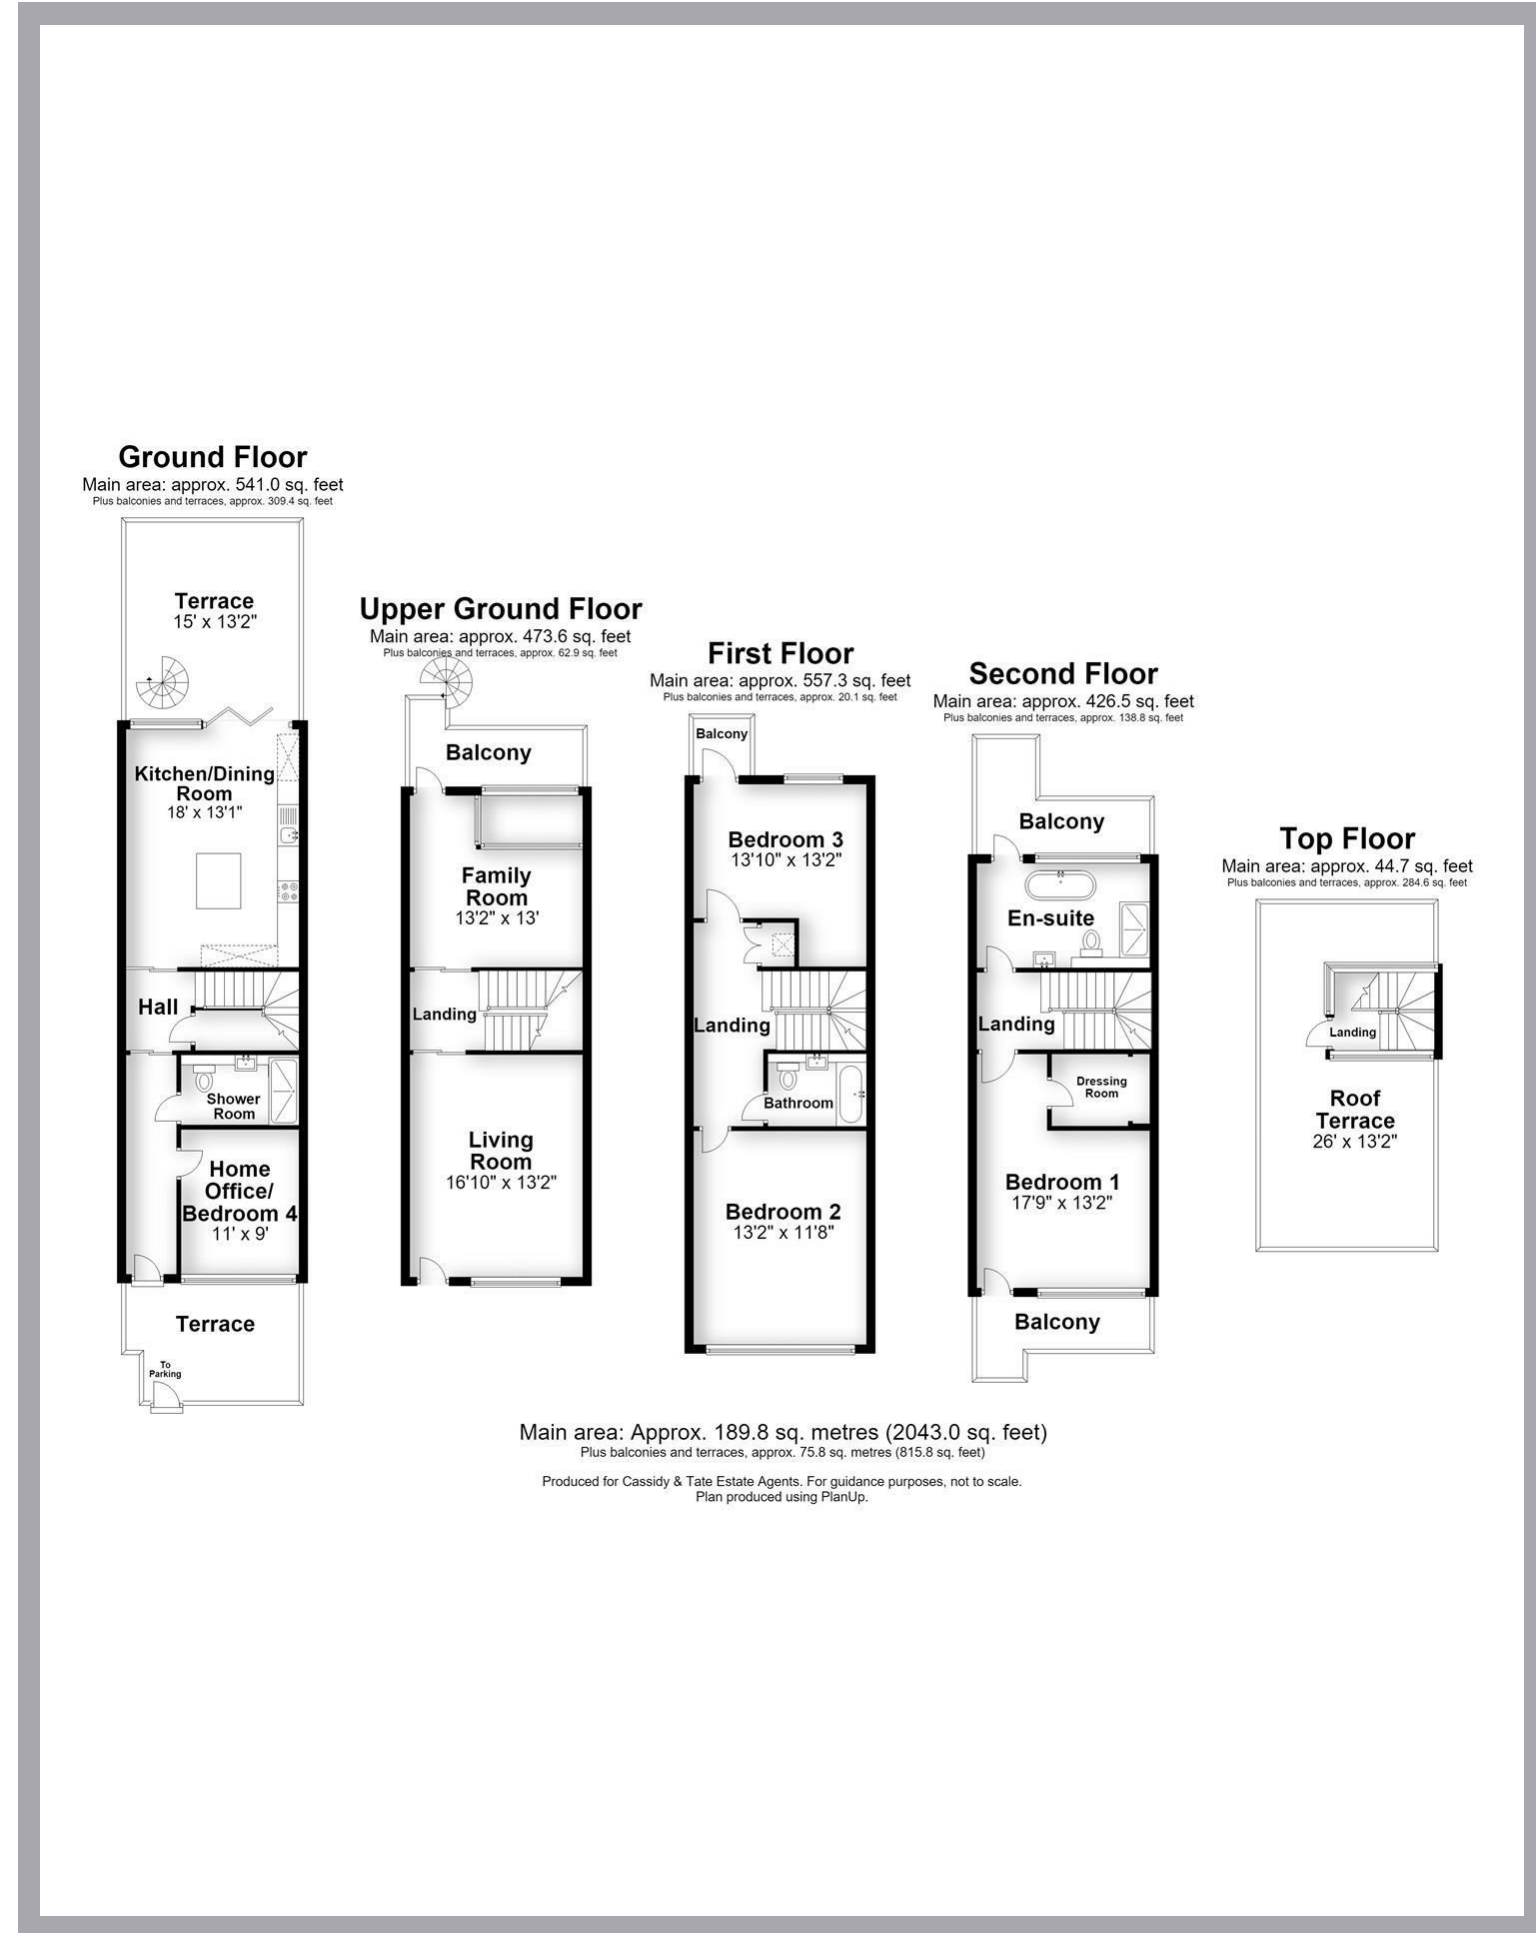 Ground Floor
Main area: approx. 541.0 sq. feet
Plus balconies and terraces, approx. 309.4 sq. feet
Terrace
15' x 13'2"
Kitchen/Dining
Room
18' x 13'1"
Hall
Shower
Room
Home
Office/
Bedroom 4
11' x 9'
Terrace
To
Parking
Upper Ground Floor
Main area: approx. 473.6 sq. feet
Plus balconies and terraces, approx. 62.9 sq. feet
Balcony
Family
Room
13'2" x 13'
Landing
Living
Room
16'10" x 13'2"
First Floor
Main area: approx. 557.3 sq. feet
Plus balconies and terraces, approx. 20.1 sq. feet
Balcony
Bedroom 3
13'10" x 13'2"
Landing
Bathroom
Bedroom 2
13'2" x 11'8"
Second Floor
Main area: approx. 426.5 sq. feet
Plus balconies and terraces, approx. 138.8 sq. feet
Balcony
En-suite
Landing
Dressing
Room
Bedroom 1
17'9" x 13'2"
Balcony
Top Floor
Main area: approx. 44.7 sq. feet
Plus balconies and terraces, approx. 284.6 sq. feet
Landing
Roof
Terrace
26' x 13'2"
Main area: Approx. 189.8 sq. metres (2043.0 sq. feet)
Plus balconies and terraces, approx. 75.8 sq. metres (815.8 sq. feet)
Produced for Cassidy & Tate Estate Agents. For guidance purposes, not to scale.
Plan produced using PlanUp.